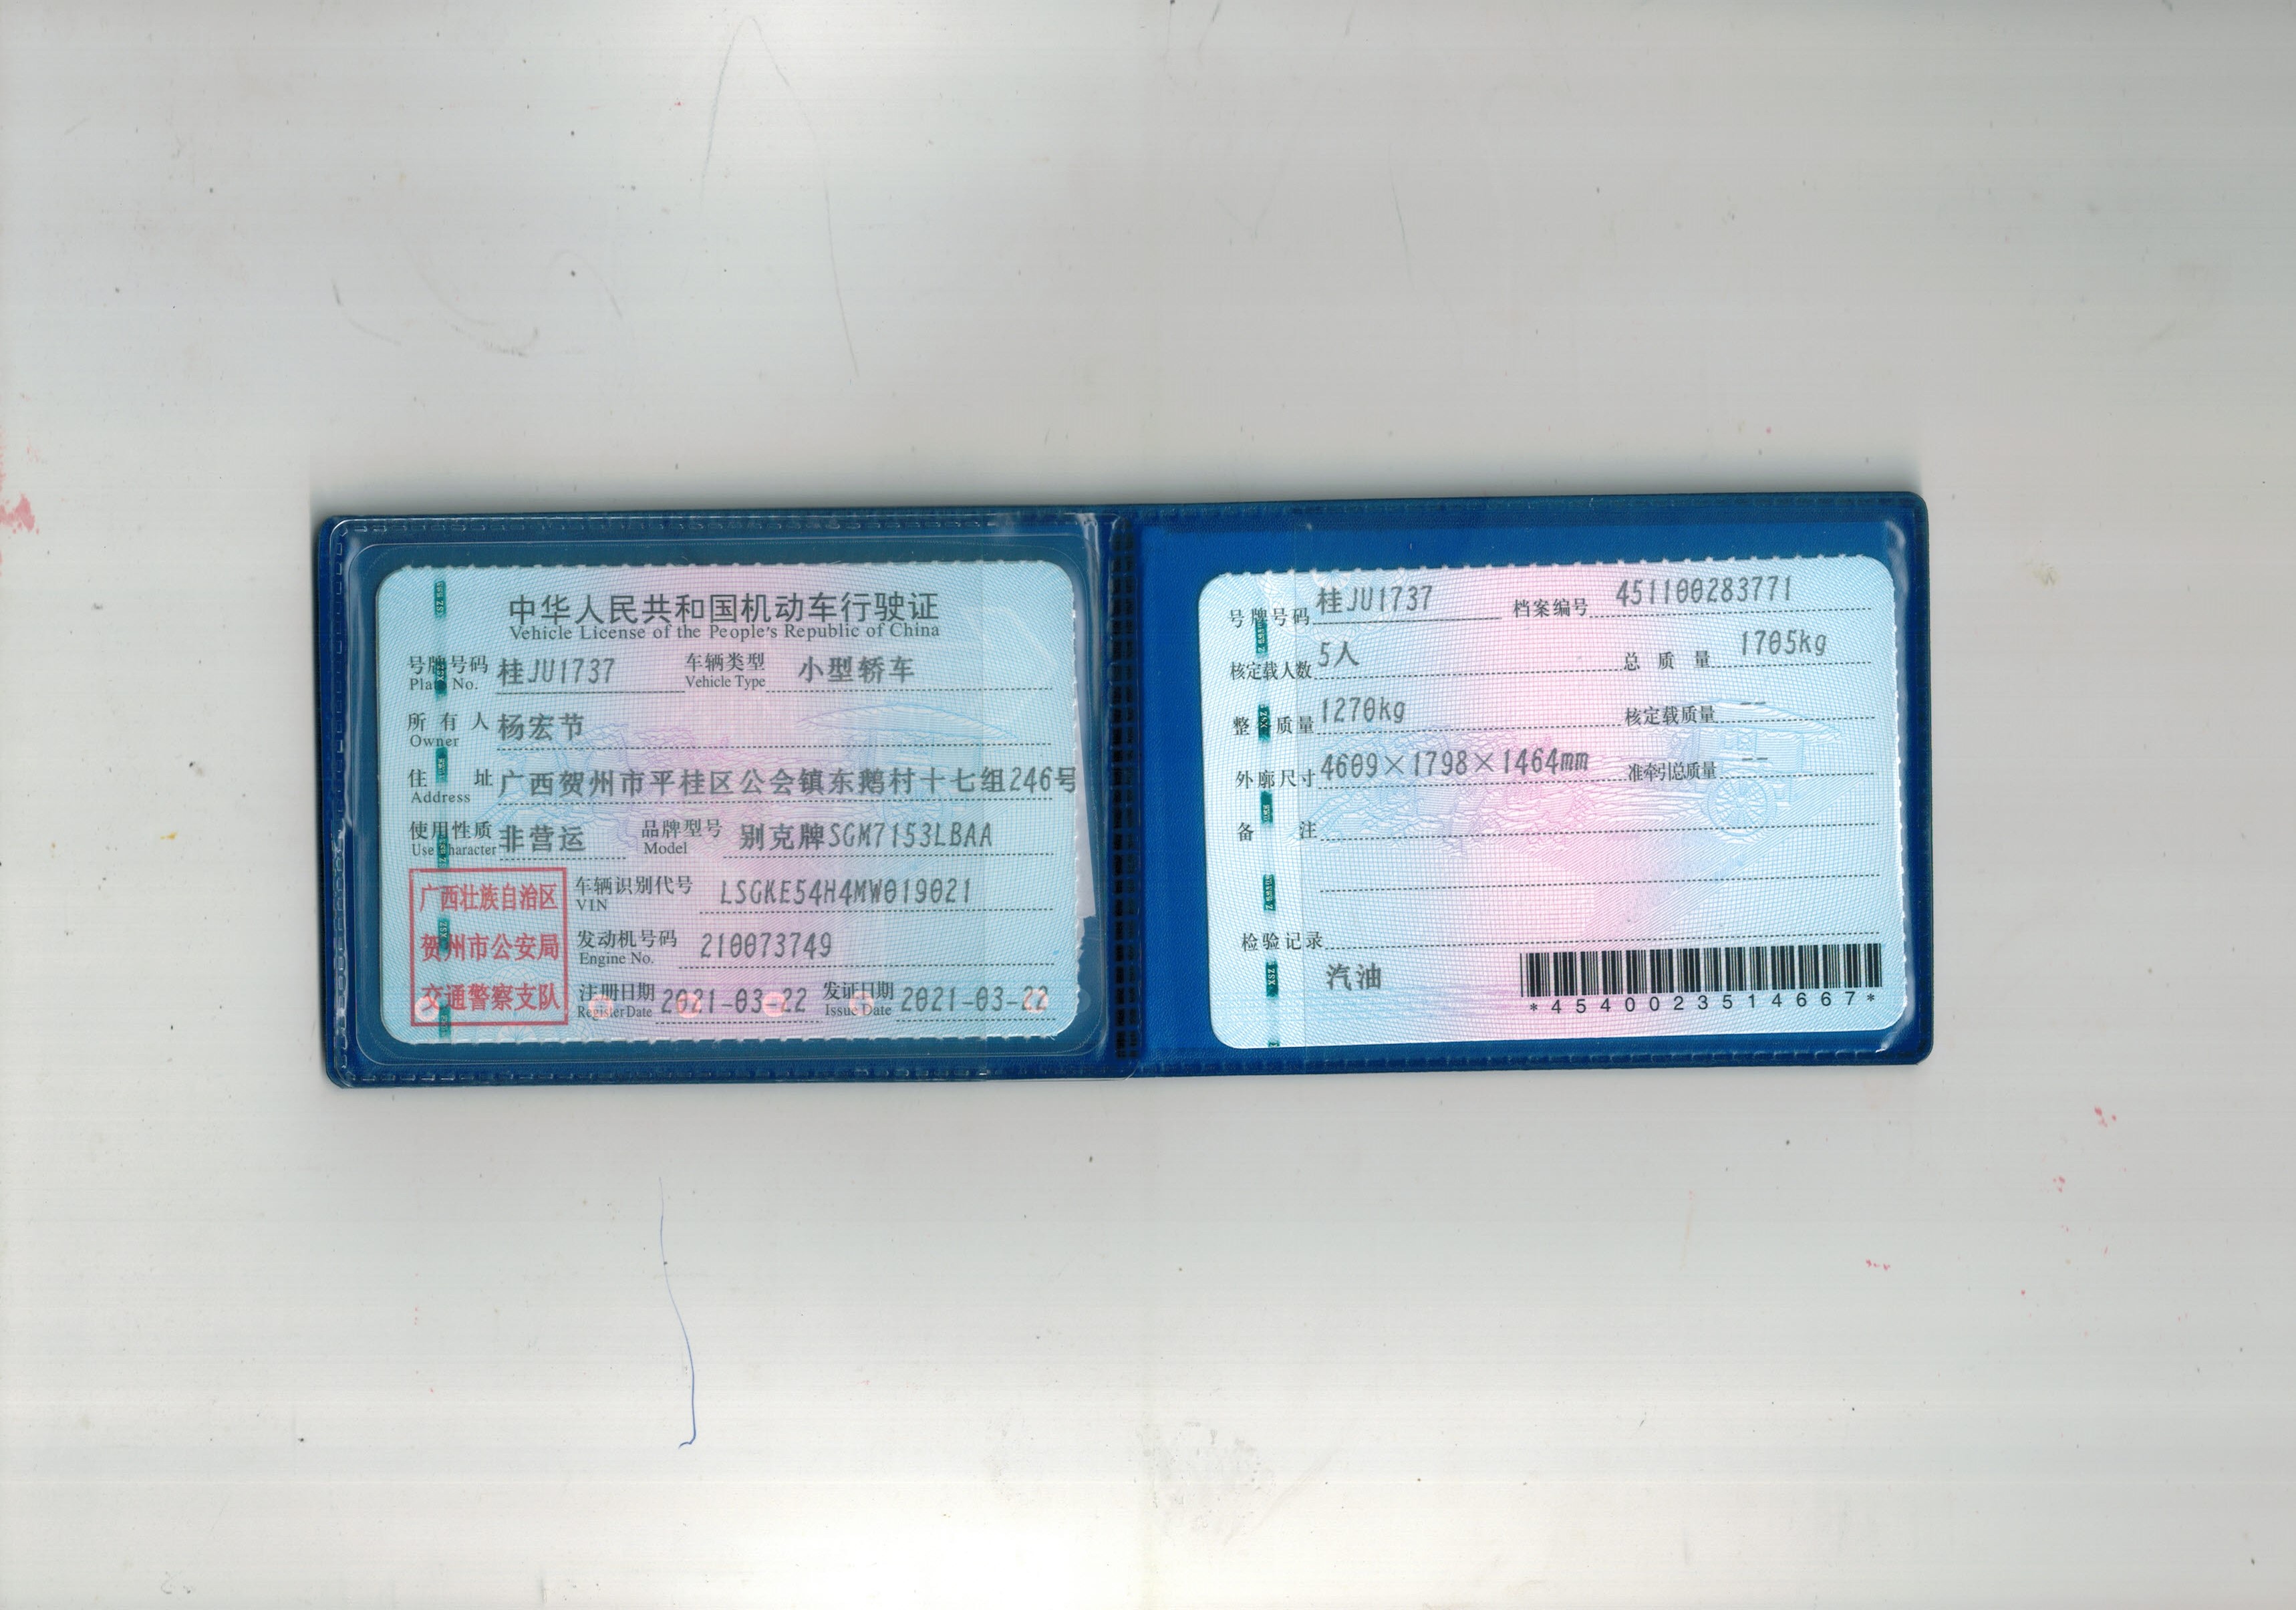 中华人民共和国机动车行驶证
Vehicle License of the People's Republic of China
号牌号码 桂JU1737 车辆类型 小型轿车
Plate No. Vehicle Type
所有人 杨宏节
Owner
住址 广西贺州市平桂区公会镇东鹅村十七组246号
Address
使用性质 非营运 品牌型号 别克牌SGM7153LBAA
Use Character Model
广西壮族自治区
贺州市公安局
交通警察支队
车辆识别代号 LSGKE54H4MW019021
VIN
发动机号码 210073749
Engine No.
注册日期 2021-03-22 发证日期 2021-03-22
Register Date Issue Date
号牌号码 桂JU1737 档案编号 451100283771
核定载人数 5人 总质量 1705kg
整备质量 1270kg 核定载质量 --
外廓尺寸 4609×1798×1464mm 准牵引总质量 --
备注
检验记录
汽油
*4540023514667*